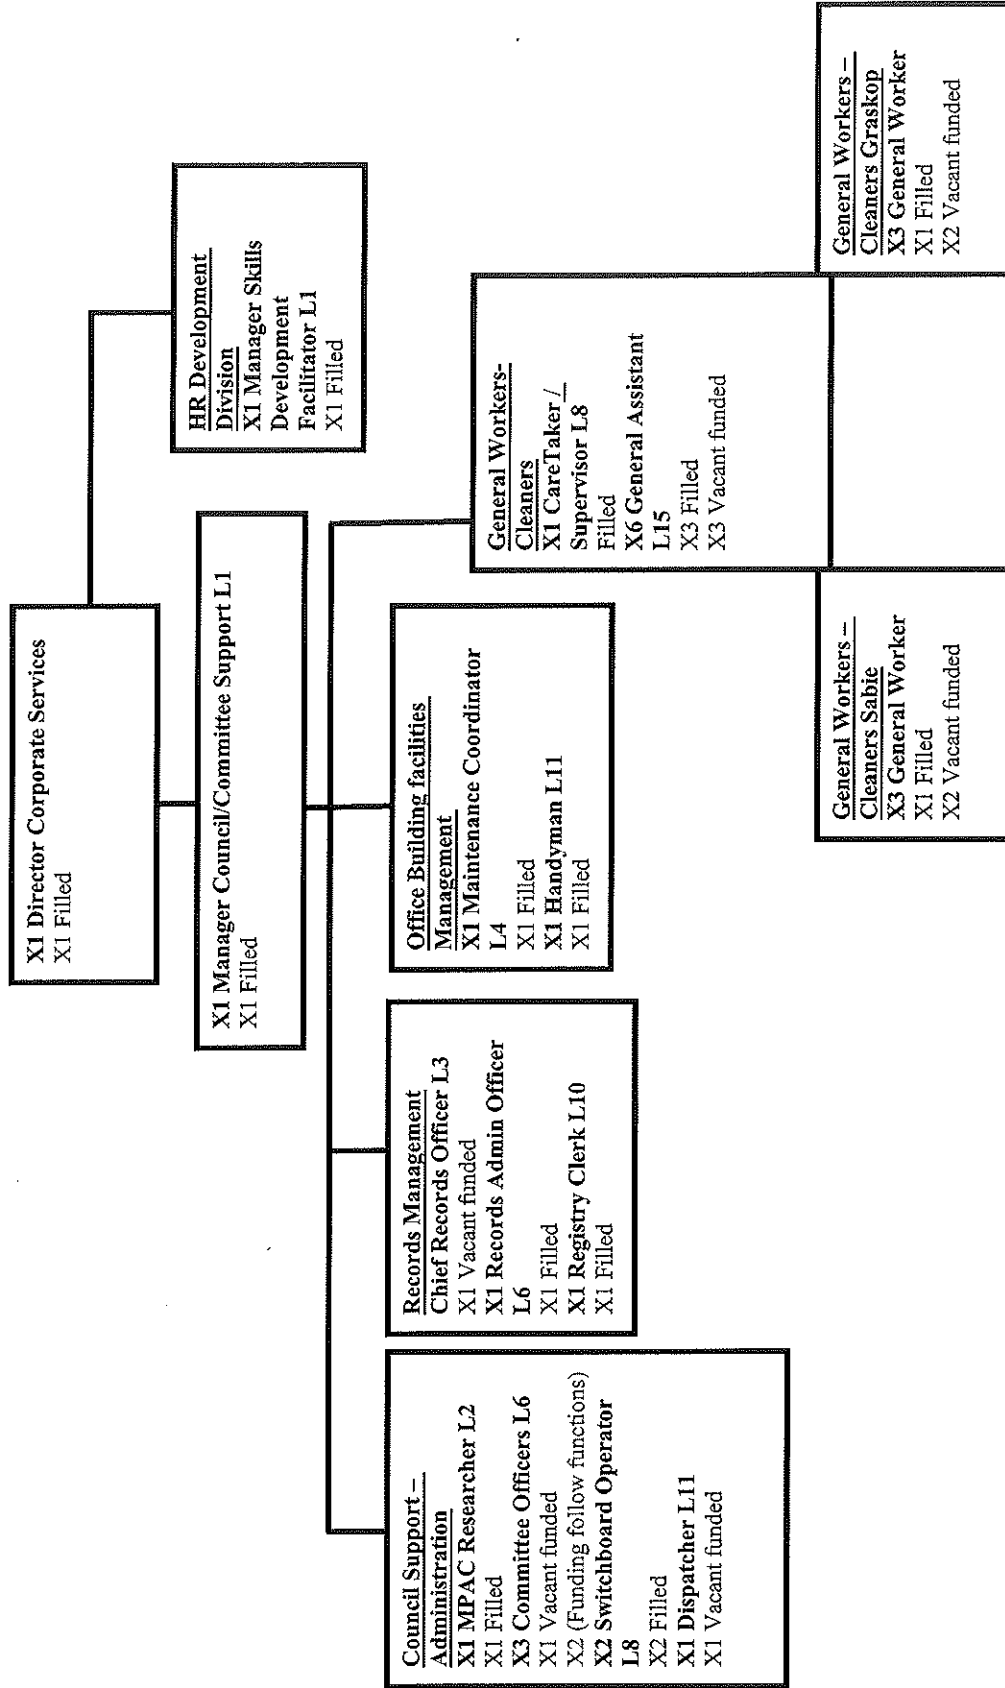 X1 Director Corporate Services
X1 Filled
HR Development
Division
X1 Manager Skills
Development
Facilitator L1
X1 Filled
X1 Manager Council/Committee Support L1
X1 Filled
Council Support –
Administration
X1 MPAC Researcher L2
X1 Filled
X3 Committee Officers L6
X1 Vacant funded
X2 (Funding follow functions)
X2 Switchboard Operator
L8
X2 Filled
X1 Dispatcher L11
X1 Vacant funded
Records Management
Chief Records Officer L3
X1 Vacant funded
X1 Records Admin Officer
L6
X1 Filled
X1 Registry Clerk L10
X1 Filled
Office Building facilities
Management
X1 Maintenance Coordinator
L4
X1 Filled
X1 Handyman L11
X1 Filled
General Workers-
Cleaners
X1 CareTaker /
Supervisor L8
Filled
X6 General Assistant
L15
X3 Filled
X3 Vacant funded
General Workers –
Cleaners Sabie
X3 General Worker
X1 Filled
X2 Vacant funded
General Workers –
Cleaners Graskop
X3 General Worker
X1 Filled
X2 Vacant funded